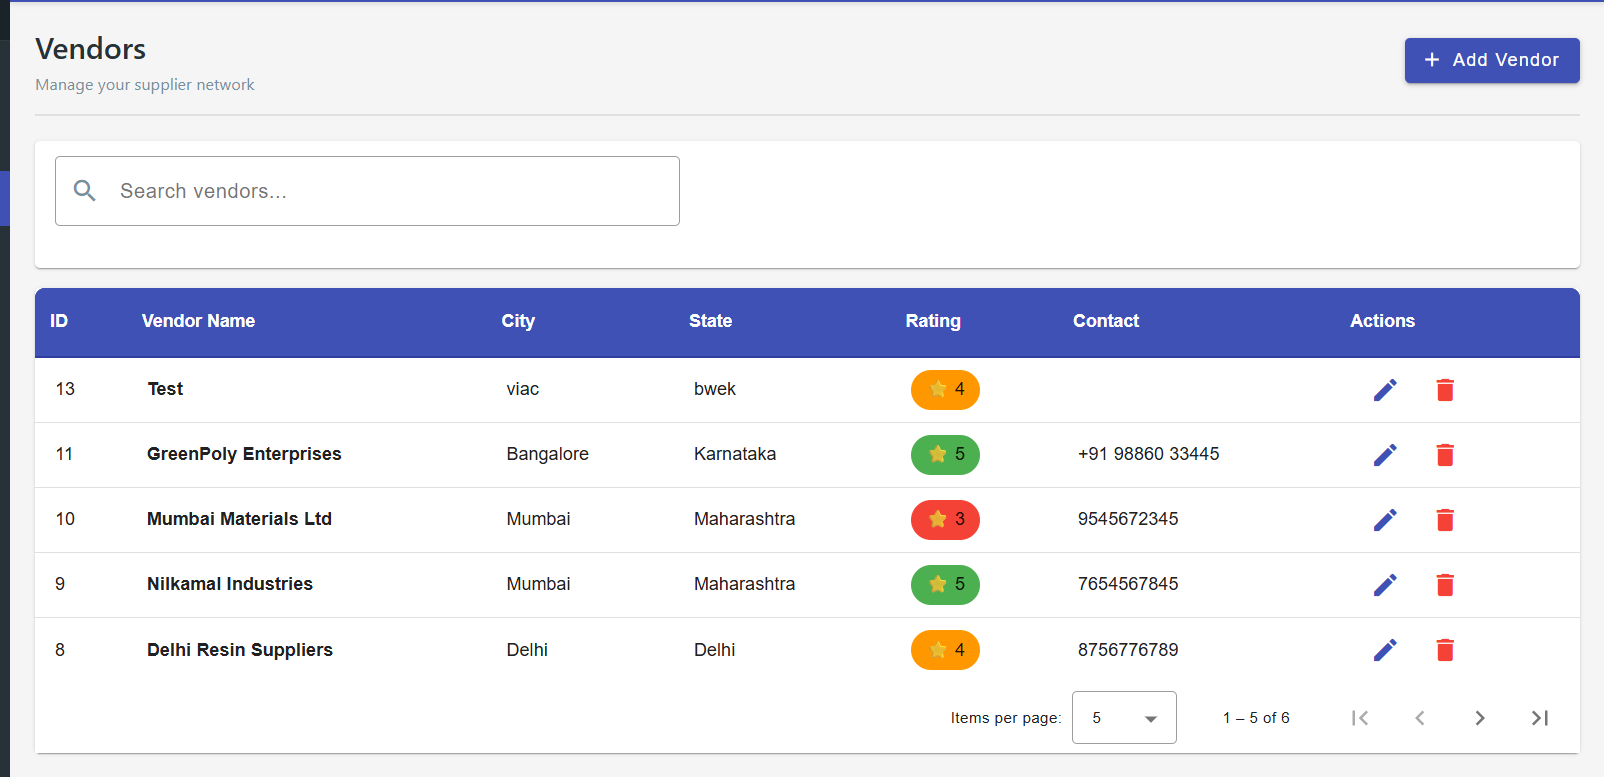 Vendors
Manage your supplier network
+ Add Vendor
Search vendors...
ID Vendor Name City State Rating Contact Actions
13 Test viac bwek 4
11 GreenPoly Enterprises Bangalore Karnataka 5 +91 98860 33445
10 Mumbai Materials Ltd Mumbai Maharashtra 3 9545672345
9 Nilkamal Industries Mumbai Maharashtra 5 7654567845
8 Delhi Resin Suppliers Delhi Delhi 4 8756776789
Items per page: 5 1 – 5 of 6